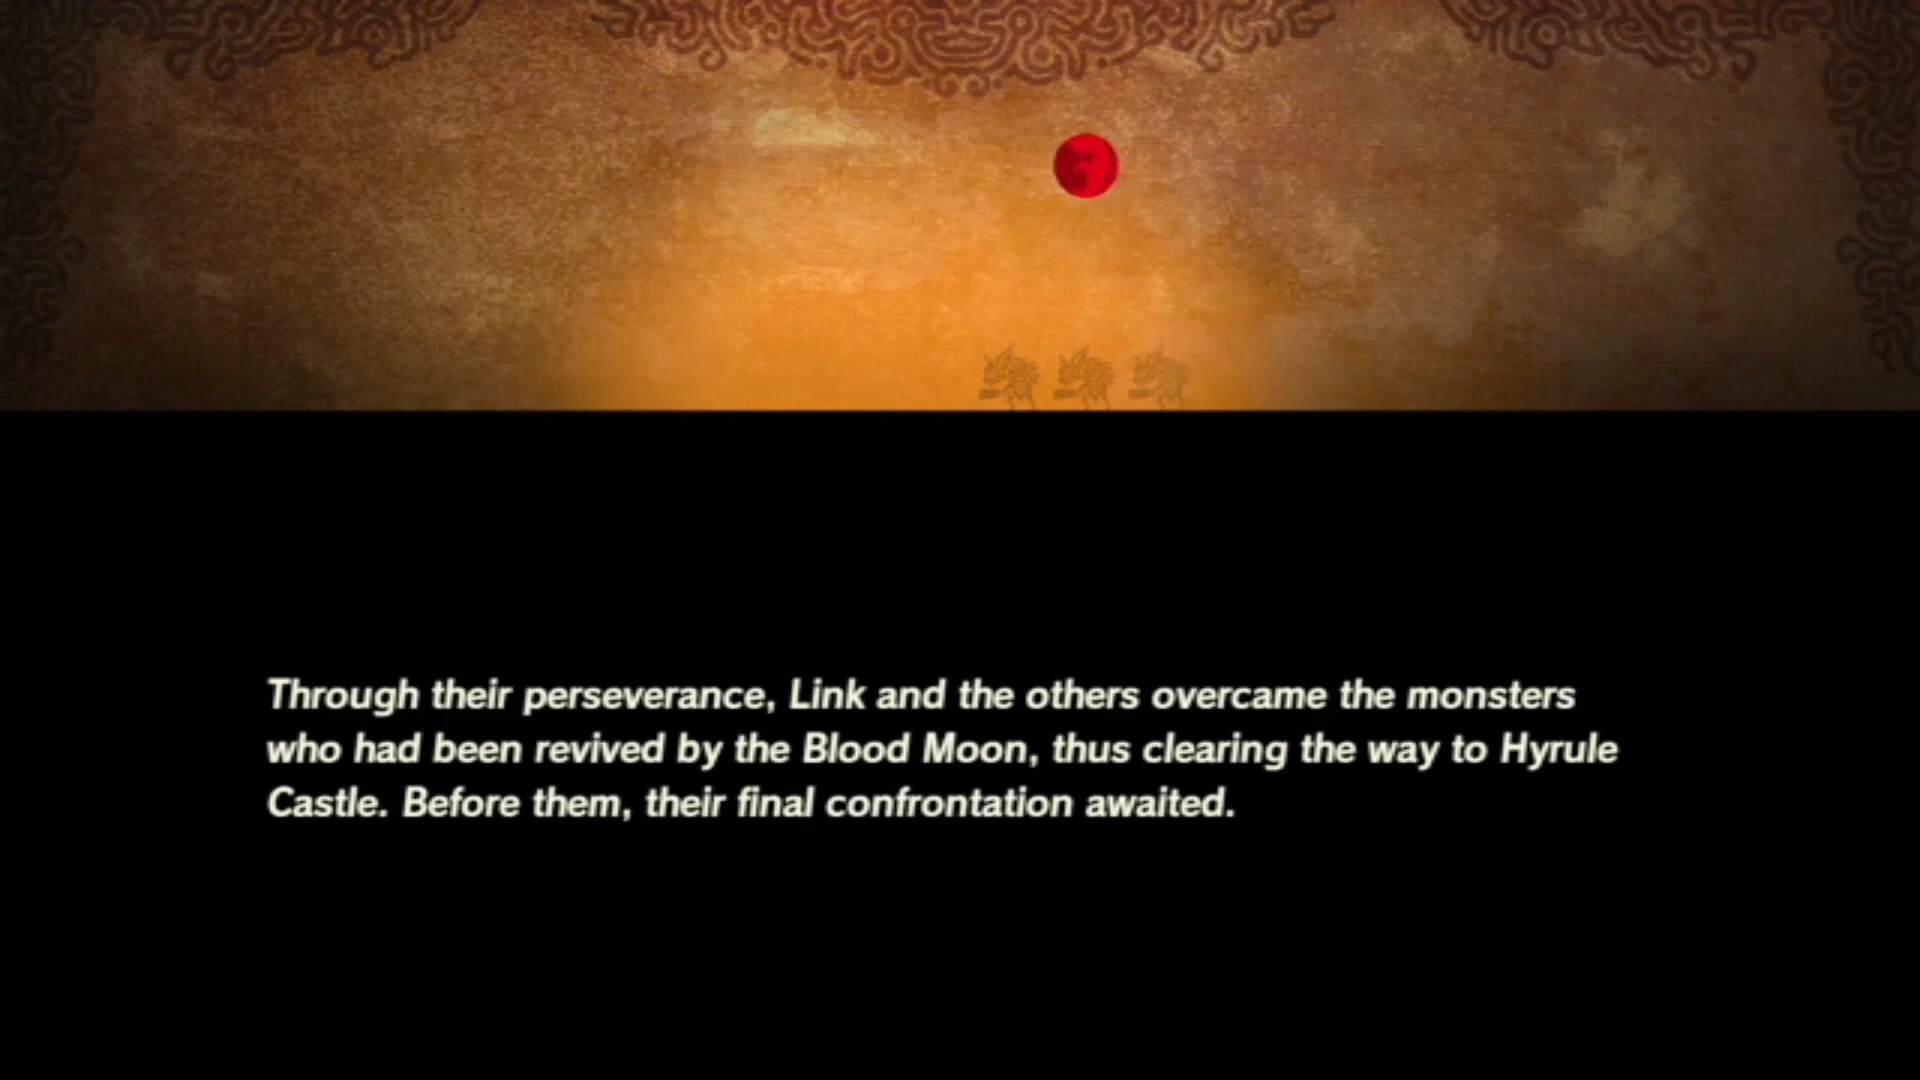 Through their perseverance, Link and the others overcame the monsters
who had been revived by the Blood Moon, thus clearing the way to Hyrule
Castle. Before them, their final confrontation awaited.